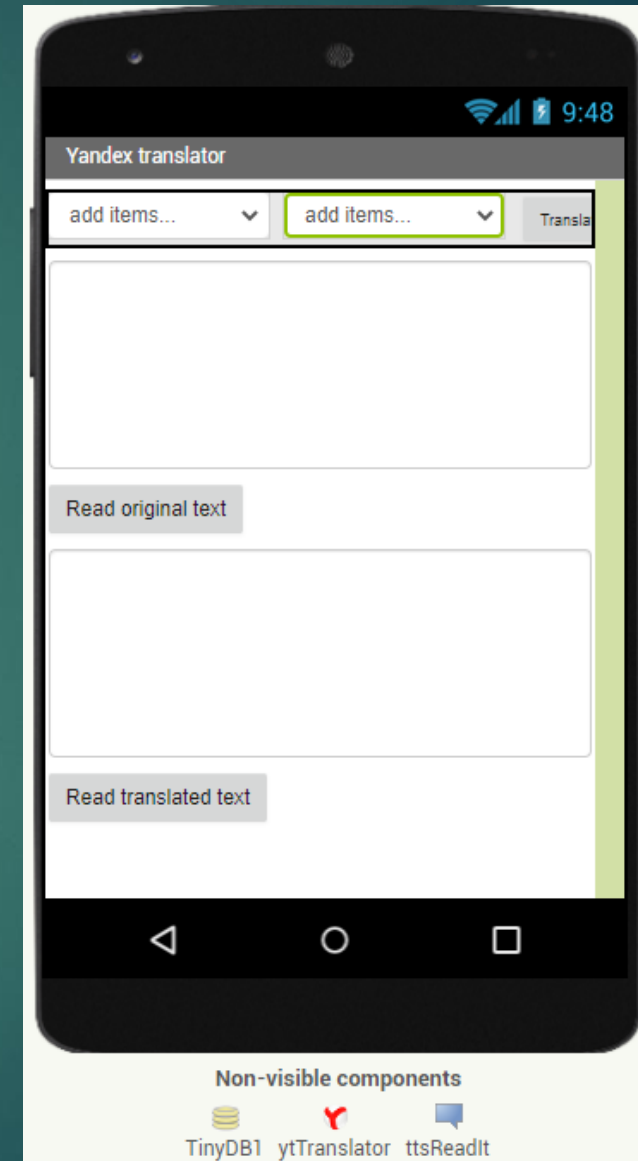 9:48
Yandex translator
add items... add items... Transla
Read original text
Read translated text
Non-visible components
TinyDB1 ytTranslator ttsReadIt